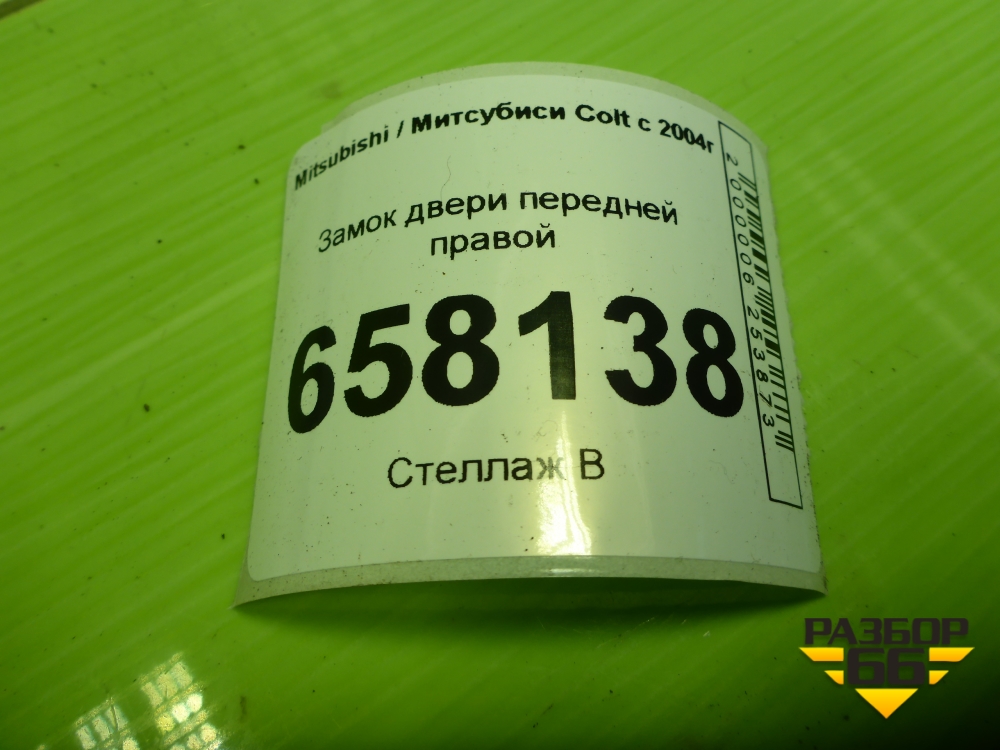 Mitsubishi / Митсубиси Colt с 2004г
Замок двери передней
правой
658138
Стеллаж В
2000006253873
РАЗБОР
66